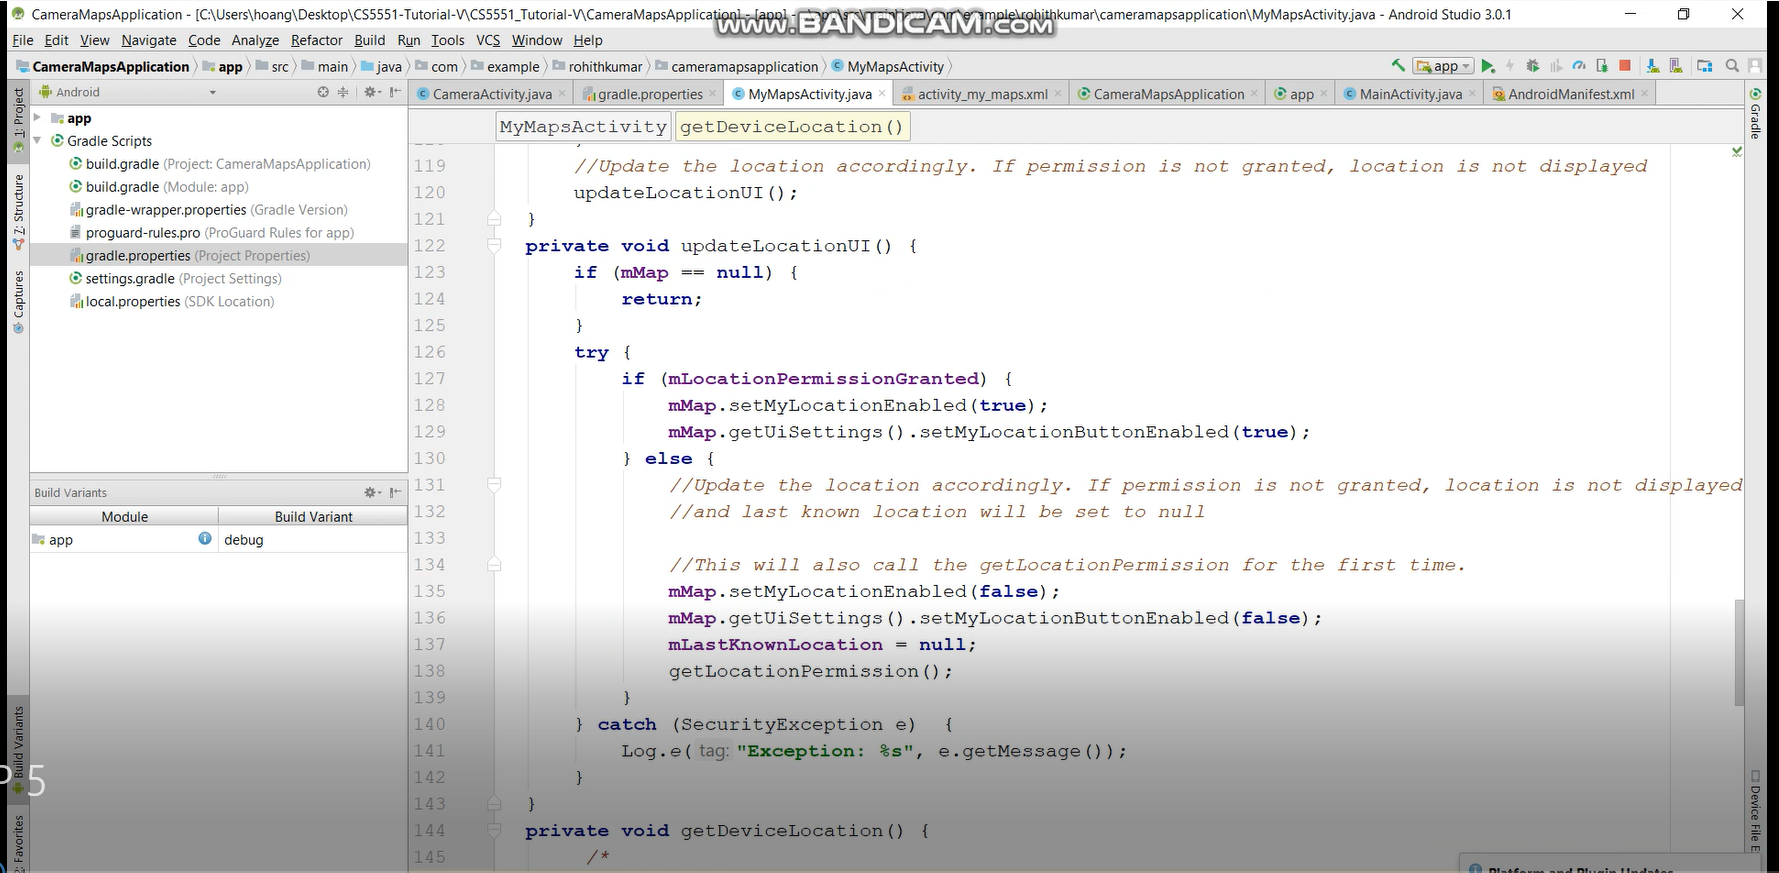 CameraMapsApplication - [C:\Users\hoang\Desktop\CS5551-Tutorial-V\CS5551_Tutorial-V\CameraMapsApplication] - [app] - example\rohithkumar\cameramapsapplication\MyMapsActivity.java - Android Studio 3.0.1
www.BANDICAM.com
File Edit View Navigate Code Analyze Refactor Build Run Tools VCS Window Help
CameraMapsApplication app src main java com example rohithkumar cameramapsapplication MyMapsActivity
app
Android
CameraActivity.java gradle.properties MyMapsActivity.java activity_my_maps.xml CameraMapsApplication app MainActivity.java AndroidManifest.xml
1: Project
Z: Structure
Captures
Build Variants
2: Favorites
app
Gradle Scripts
build.gradle (Project: CameraMapsApplication)
build.gradle (Module: app)
gradle-wrapper.properties (Gradle Version)
proguard-rules.pro (ProGuard Rules for app)
gradle.properties (Project Properties)
settings.gradle (Project Settings)
local.properties (SDK Location)
Build Variants
Module Build Variant
app debug
MyMapsActivity getDeviceLocation()
119 //Update the location accordingly. If permission is not granted, location is not displayed
120 updateLocationUI();
121 }
122 private void updateLocationUI() {
123 if (mMap == null) {
124 return;
125 }
126 try {
127 if (mLocationPermissionGranted) {
128 mMap.setMyLocationEnabled(true);
129 mMap.getUiSettings().setMyLocationButtonEnabled(true);
130 } else {
131 //Update the location accordingly. If permission is not granted, location is not displayed
132 //and last known location will be set to null
133
134 //This will also call the getLocationPermission for the first time.
135 mMap.setMyLocationEnabled(false);
136 mMap.getUiSettings().setMyLocationButtonEnabled(false);
137 mLastKnownLocation = null;
138 getLocationPermission();
139 }
140 } catch (SecurityException e) {
141 Log.e( tag: "Exception: %s", e.getMessage());
142 }
143 }
144 private void getDeviceLocation() {
145 /*
Gradle
Device File E
P 5
Platform and Plugin Updates